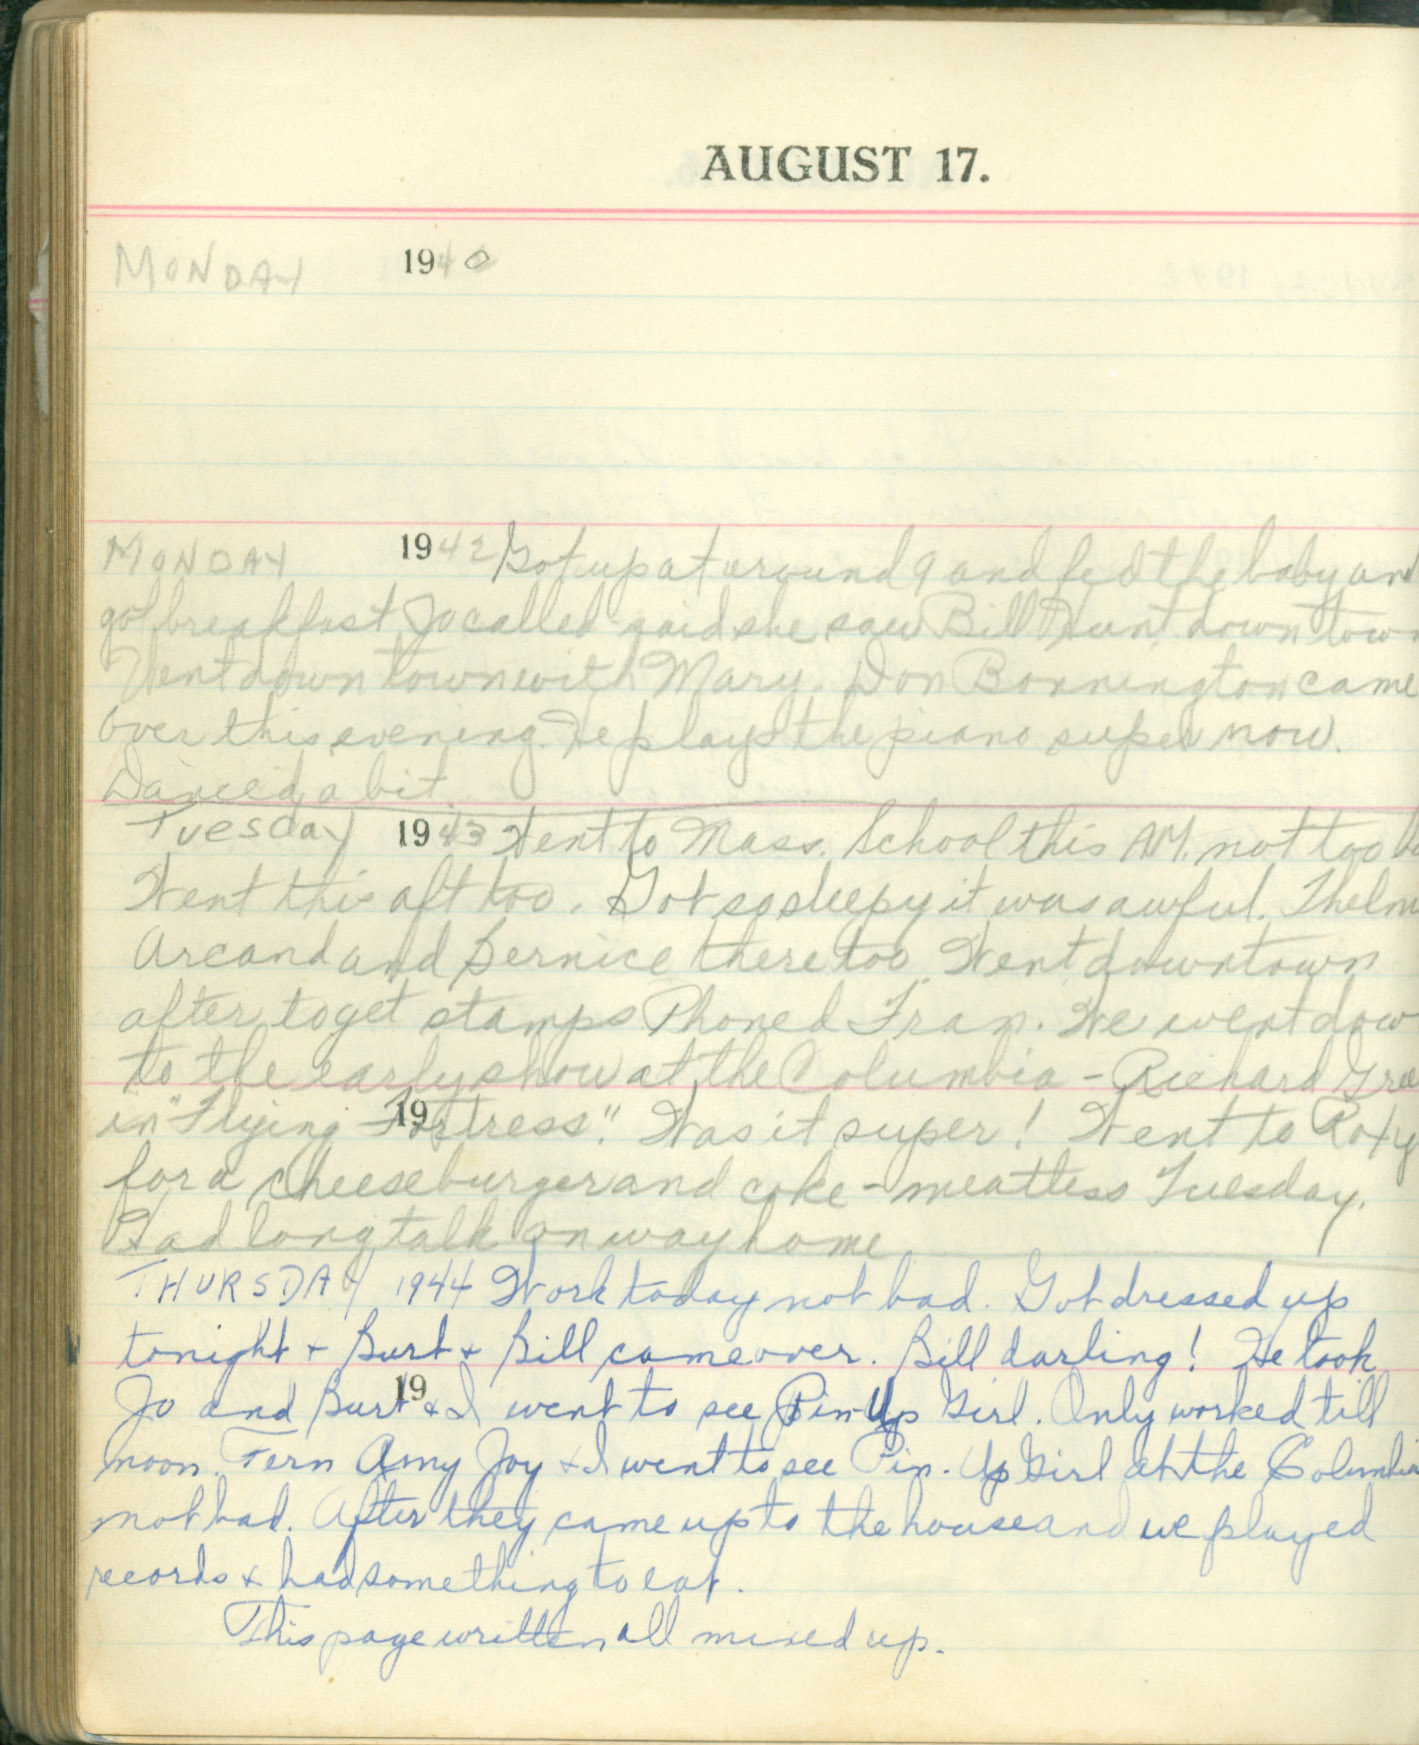 AUGUST 17.
MONDAY 1940
MONDAY 1942 Got up at around 9 and fed the baby and
got breakfast Jo called said she saw Bill Hunt down town
Went down town with Mary. Don Bonnington came
over this evening. He plays the piano super now.
Danced a bit.
Tuesday 1943 Went to Mass. School this AM. not too
Went this aft too. Got so sleepy it was awful. Thelm
Arcand and Bernice there too. Went downtown
after to get stamps Phoned Fran. We went dow
to the early show at the Columbia - Richard Gree
in "Flying Fortress". Was it super! Went to Roxy
19
for a cheeseburger and coke - meatless Tuesday.
Had long talk on way home
THURSDAY 1944 Work today not bad. Got dressed up
tonight + Burt + Bill came over. Bill darling! He took
Jo and Burt + I went to see Pin Up Girl. Only worked till
19
noon. Fern Amy Joy + I went to see Pin-Up Girl at the Columbia
not bad. After they came up to the house and we played
records + had something to eat.
This page written all mixed up.